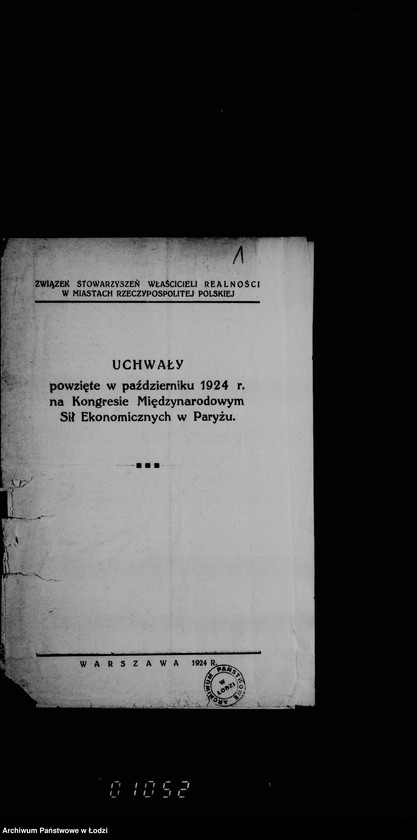 1
ZWIĄZEK STOWARZYSZEŃ WŁAŚCICIELI REALNOŚCI
W MIASTACH RZECZYPOSPOLITEJ POLSKIEJ
UCHWAŁY
powzięte w październiku 1924 r.
na Kongresie Międzynarodowym
Sił Ekonomicznych w Paryżu.
WARSZAWA 1924 R.
ARCHIWUM PAŃSTWOWE
W
ŁODZI
01052
Archiwum Państwowe w Łodzi